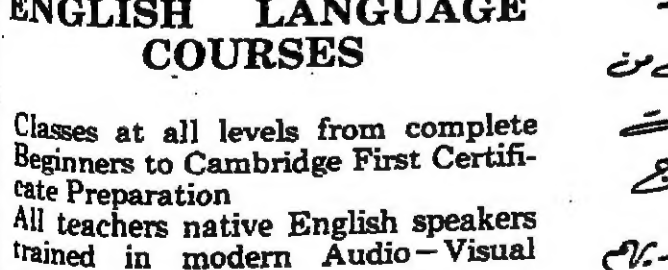 ENGLISH LANGUAGE
COURSES
Classes at all levels from complete
Beginners to Cambridge First Certifi-
cate Preparation
All teachers native English speakers
trained in modern Audio-Visual